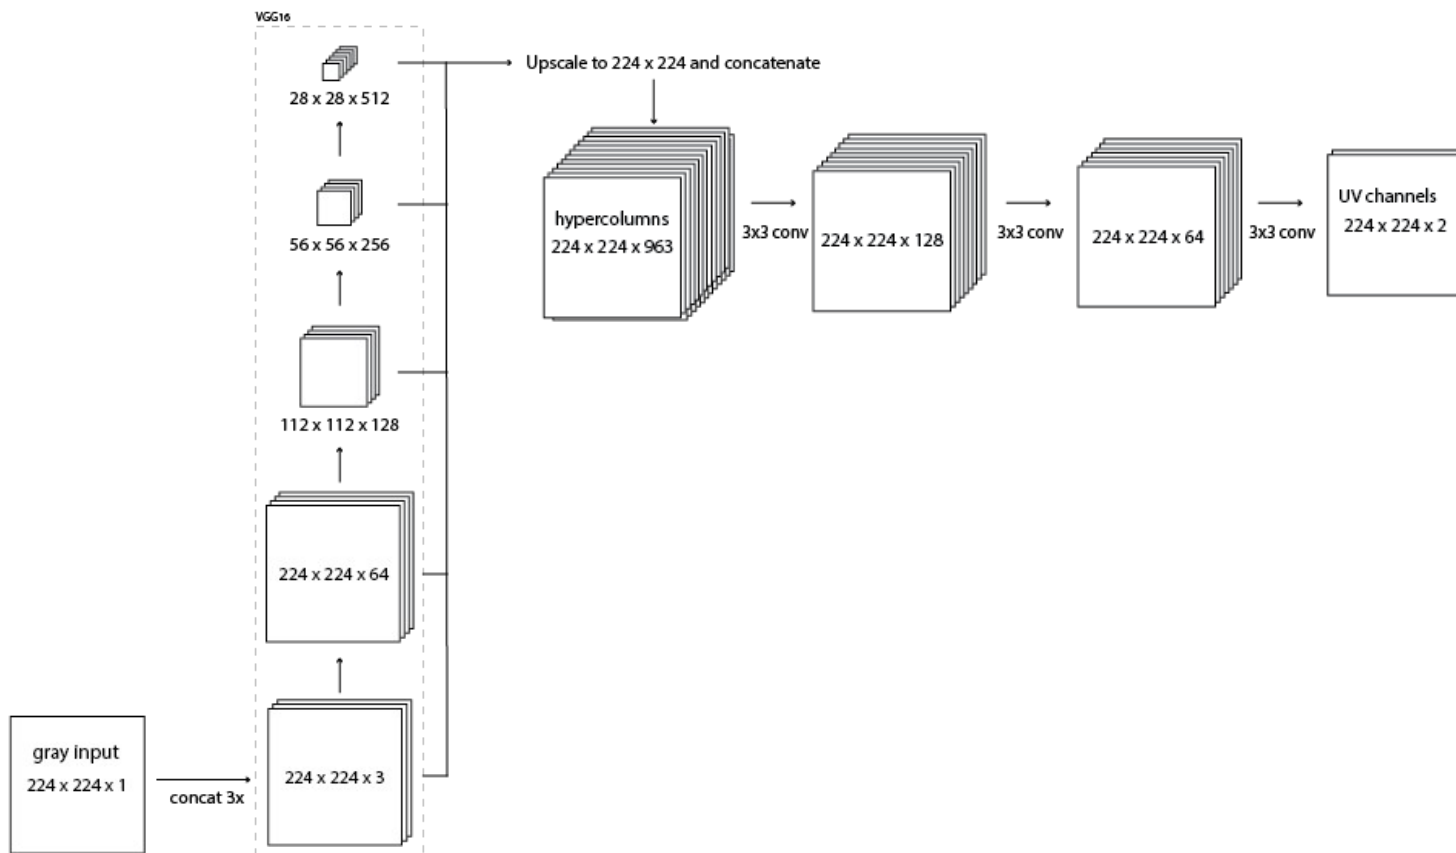 VGG16
28 x 28 x 512
56 x 56 x 256
112 x 112 x 128
224 x 224 x 64
224 x 224 x 3
gray input
224 x 224 x 1
concat 3x
Upscale to 224 x 224 and concatenate
hypercolumns
224 x 224 x 963
3x3 conv
224 x 224 x 128
3x3 conv
224 x 224 x 64
3x3 conv
UV channels
224 x 224 x 2